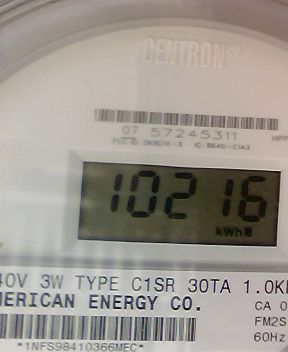 CENTRON®
07 57245311
10216
kWh
40V 3W TYPE C1SR 30TA 1.0K
MERICAN ENERGY CO.
CA 0
FM2S
60Hz
*1NFS98410366MEC*